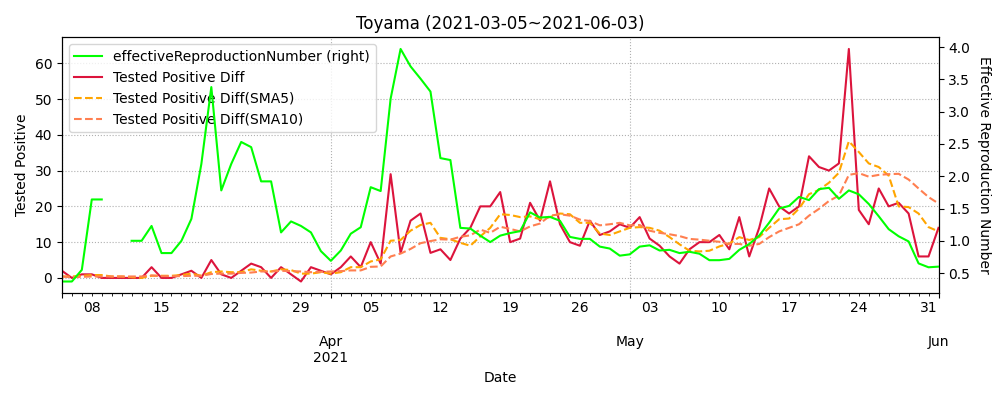 Toyama (2021-03-05~2021-06-03)
effectiveReproductionNumber (right)
Tested Positive Diff
Tested Positive Diff(SMA5)
Tested Positive Diff(SMA10)
Tested Positive
60
50
40
30
20
10
0
4.0
3.5
3.0
2.5
2.0
1.5
1.0
0.5
Effective Reproduction Number
08 15 22 29 05 12 19 26 03 10 17 24 31
Apr May Jun
2021
Date